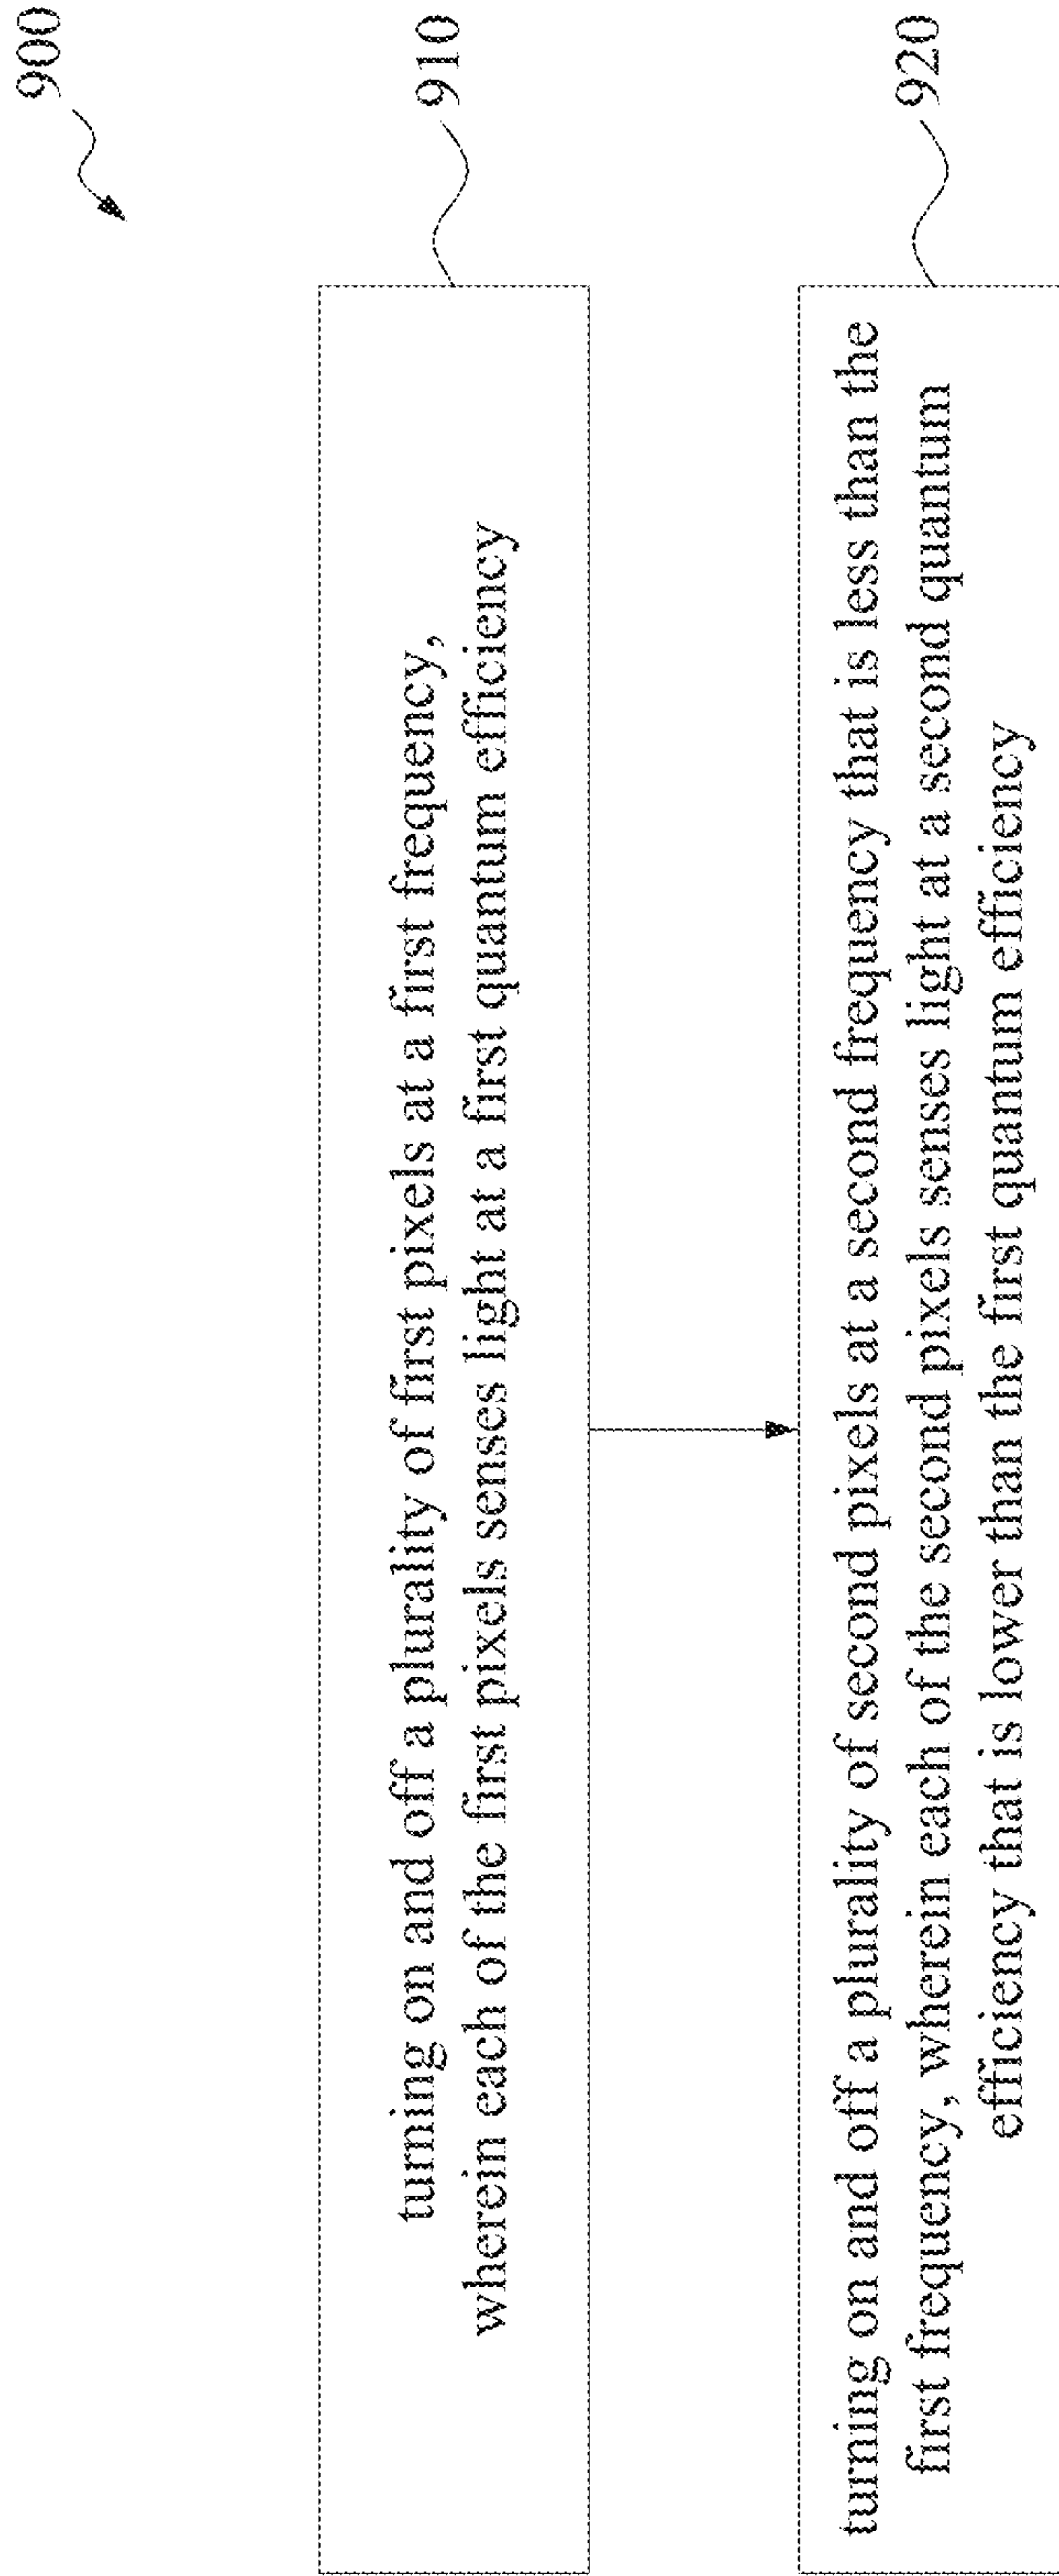 900
turning on and off a plurality of first pixels at a first frequency,
wherein each of the first pixels senses light at a first quantum efficiency
910
turning on and off a plurality of second pixels at a second frequency that is less than the
first frequency, wherein each of the second pixels senses light at a second quantum
efficiency that is lower than the first quantum efficiency
920